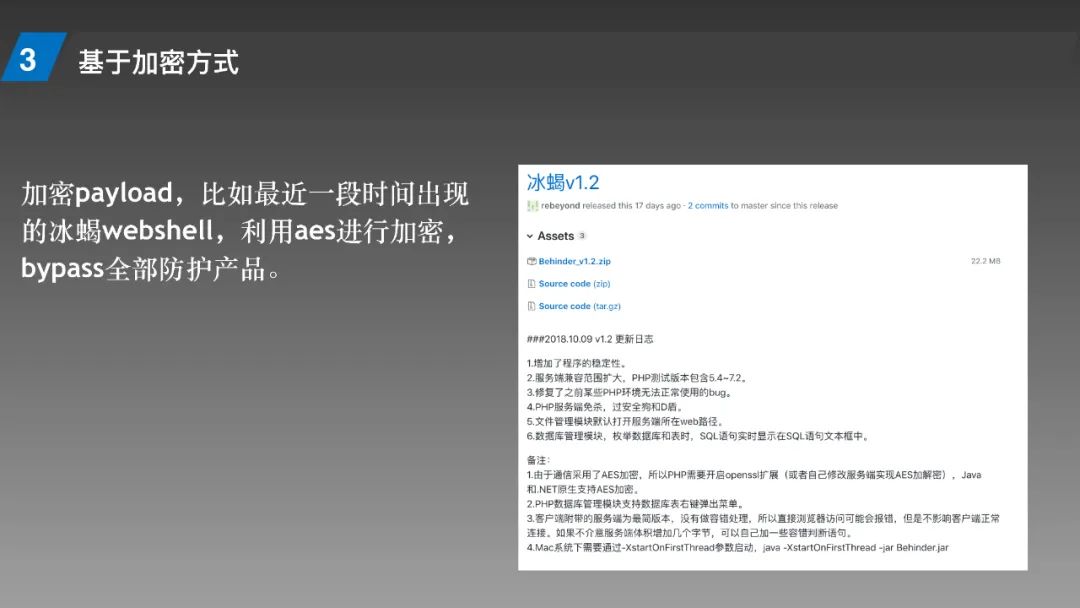 3
基于加密方式
加密payload，比如最近一段时间出现
的冰蝎webshell，利用aes进行加密，
bypass全部防护产品。
冰蝎v1.2
rebeyond released this 17 days ago · 2 commits to master since this release
Assets 3
Behinder_v1.2.zip
22.2 MB
Source code (zip)
Source code (tar.gz)
###2018.10.09 v1.2 更新日志
1.增加了程序的稳定性。
2.服务端兼容范围扩大，PHP测试版本包含5.4~7.2。
3.修复了之前某些PHP环境无法正常使用的bug。
4.PHP服务端免杀，过安全狗和D盾。
5.文件管理模块默认打开服务端所在web路径。
6.数据库管理模块，枚举数据库和表时，SQL语句实时显示在SQL语句文本框中。
备注：
1.由于通信采用了AES加密，所以PHP需要开启openssl扩展（或者自己修改服务端实现AES加解密），Java
和.NET原生支持AES加密。
2.PHP数据库管理模块支持数据库表右键弹出菜单。
3.客户端附带的服务端为最简版本，没有做容错处理，所以直接浏览器访问可能会报错，但是不影响客户端正常
连接。如果不介意服务端体积增加几个字节，可以自己加一些容错判断语句。
4.Mac系统下需要通过-XstartOnFirstThread参数启动，java -XstartOnFirstThread -jar Behinder.jar